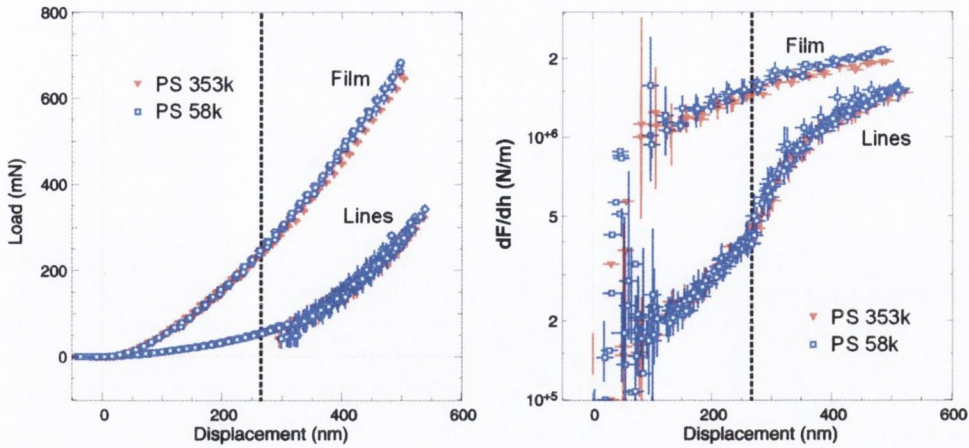 800
600
400
200
0
Load (mN)
PS 353k
PS 58k
Film
Lines
0 200 400 600
Displacement (nm)
2
10+6
5
2
10+5
dF/dh (N/m)
Film
Lines
PS 353k
PS 58k
0 200 400 600
Displacement (nm)